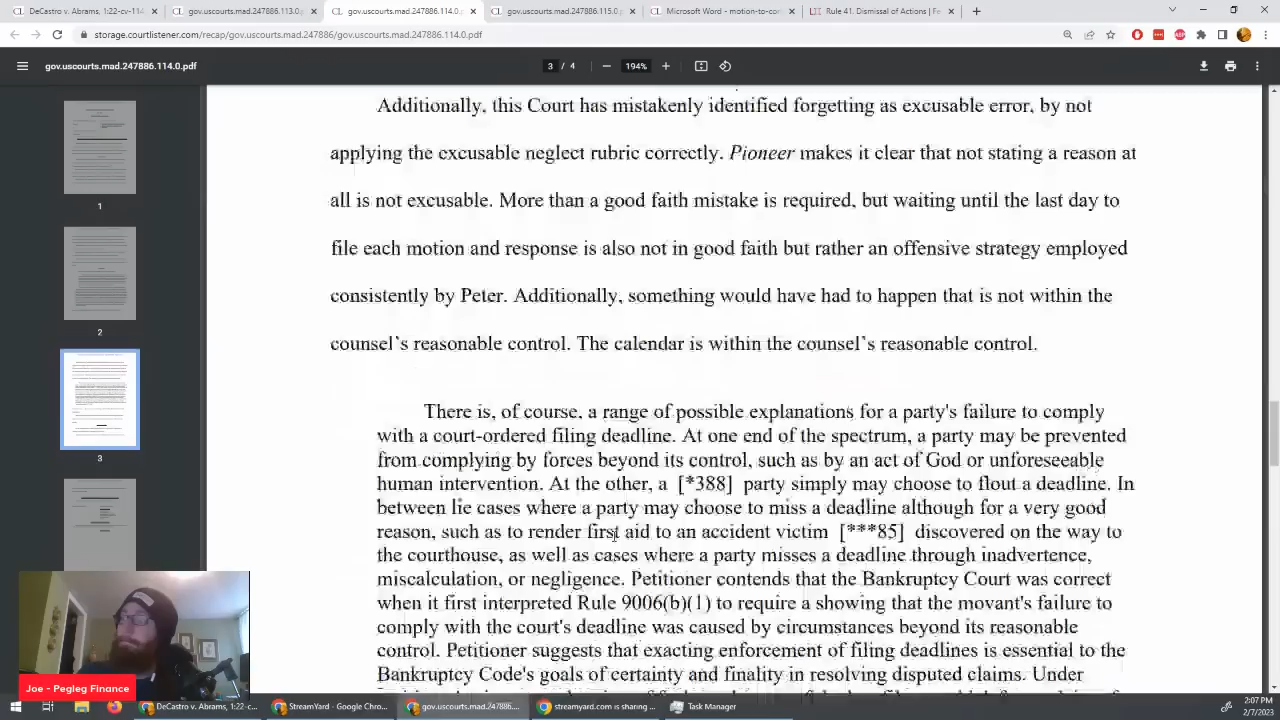 DeCastro v. Abrams, 1:22-cv-114
gov.uscourts.mad.247886.113.0.p
gov.uscourts.mad.247886.114.0.
gov.uscourts.mad.247886.115.0.p
Microsoft Word - motion-to-con
Rule 41. Dismissal of Actions | Fe
storage.courtlistener.com/recap/gov.uscourts.mad.247886/gov.uscourts.mad.247886.114.0.pdf
gov.uscourts.mad.247886.114.0.pdf
3 / 4
194%
Additionally, this Court has mistakenly identified forgetting as excusable error, by not
applying the excusable neglect rubric correctly. Pioneer makes it clear that not stating a reason at
all is not excusable. More than a good faith mistake is required, but waiting until the last day to
file each motion and response is also not in good faith but rather an offensive strategy employed
consistently by Peter. Additionally, something would have had to happen that is not within the
counsel's reasonable control. The calendar is within the counsel's reasonable control.
There is, of course, a range of possible explanations for a party's failure to comply
with a court-ordered filing deadline. At one end of the spectrum, a party may be prevented
from complying by forces beyond its control, such as by an act of God or unforeseeable
human intervention. At the other, a [*388] party simply may choose to flout a deadline. In
between lie cases where a party may choose to miss a deadline although for a very good
reason, such as to render first aid to an accident victim [***85] discovered on the way to
the courthouse, as well as cases where a party misses a deadline through inadvertence,
miscalculation, or negligence. Petitioner contends that the Bankruptcy Court was correct
when it first interpreted Rule 9006(b)(1) to require a showing that the movant's failure to
comply with the court's deadline was caused by circumstances beyond its reasonable
control. Petitioner suggests that exacting enforcement of filing deadlines is essential to the
Bankruptcy Code's goals of certainty and finality in resolving disputed claims. Under
1
2
3
Joe - Pegleg Finance
DeCastro v. Abrams, 1:22-c...
StreamYard - Google Chro...
gov.uscourts.mad.247886...
streamyard.com is sharing ...
Task Manager
2:07 PM
2/7/2023